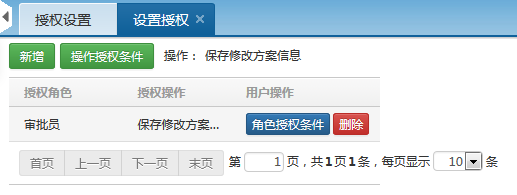 授权设置 设置授权 ×
新增 操作授权条件 操作： 保存修改方案信息
授权角色 授权操作 用户操作
审批员 保存修改方案... 角色授权条件 删除
首页 上一页 下一页 末页 第 1 页，共1页1条，每页显示 10 条